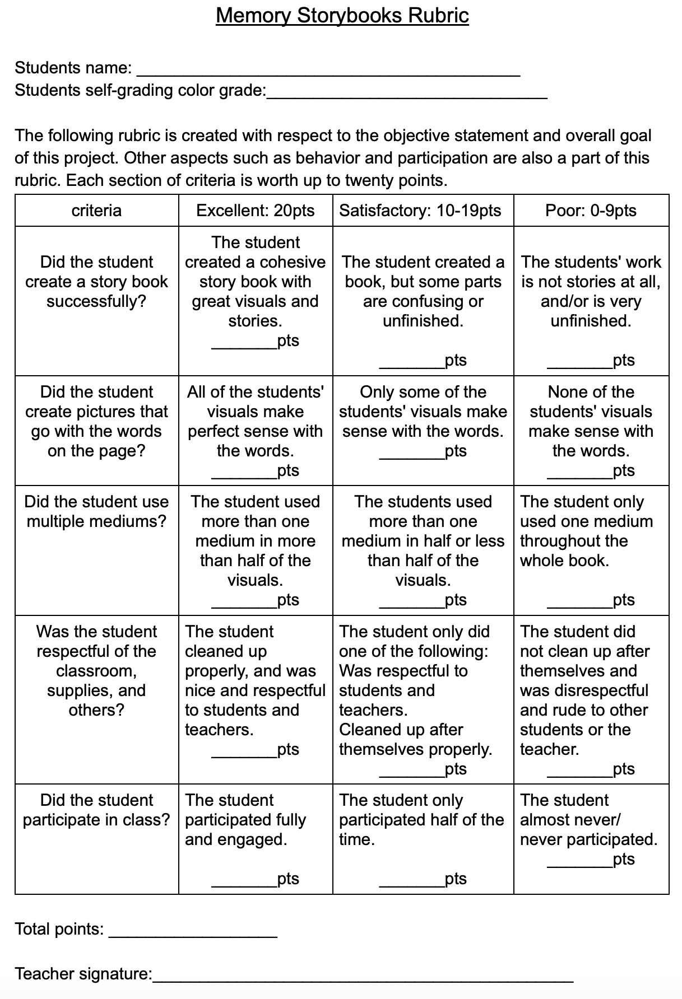 Memory Storybooks Rubric
Students name: ________________________________________
Students self-grading color grade:______________________________
The following rubric is created with respect to the objective statement and overall goal
of this project. Other aspects such as behavior and participation are also a part of this
rubric. Each section of criteria is worth up to twenty points.
criteria
Excellent: 20pts
Satisfactory: 10-19pts
Poor: 0-9pts
Did the student
create a story book
successfully?
The student
created a cohesive
story book with
great visuals and
stories.
_______pts
The student created a
book, but some parts
are confusing or
unfinished.
_______pts
The students' work
is not stories at all,
and/or is very
unfinished.
_______pts
Did the student
create pictures that
go with the words
on the page?
All of the students'
visuals make
perfect sense with
the words.
_______pts
Only some of the
students' visuals make
sense with the words.
_______pts
None of the
students' visuals
make sense with
the words.
_______pts
Did the student use
multiple mediums?
The student used
more than one
medium in more
than half of the
visuals.
_______pts
The students used
more than one
medium in half or less
than half of the
visuals.
_______pts
The student only
used one medium
throughout the
whole book.
_______pts
Was the student
respectful of the
classroom,
supplies, and
others?
The student
cleaned up
properly, and was
nice and respectful
to students and
teachers.
_______pts
The student only did
one of the following:
Was respectful to
students and
teachers.
Cleaned up after
themselves properly.
_______pts
The student did
not clean up after
themselves and
was disrespectful
and rude to other
students or the
teacher.
_______pts
Did the student
participate in class?
The student
participated fully
and engaged.
_______pts
The student only
participated half of the
time.
_______pts
The student
almost never/
never participated.
_______pts
Total points: __________________
Teacher signature:_____________________________________________